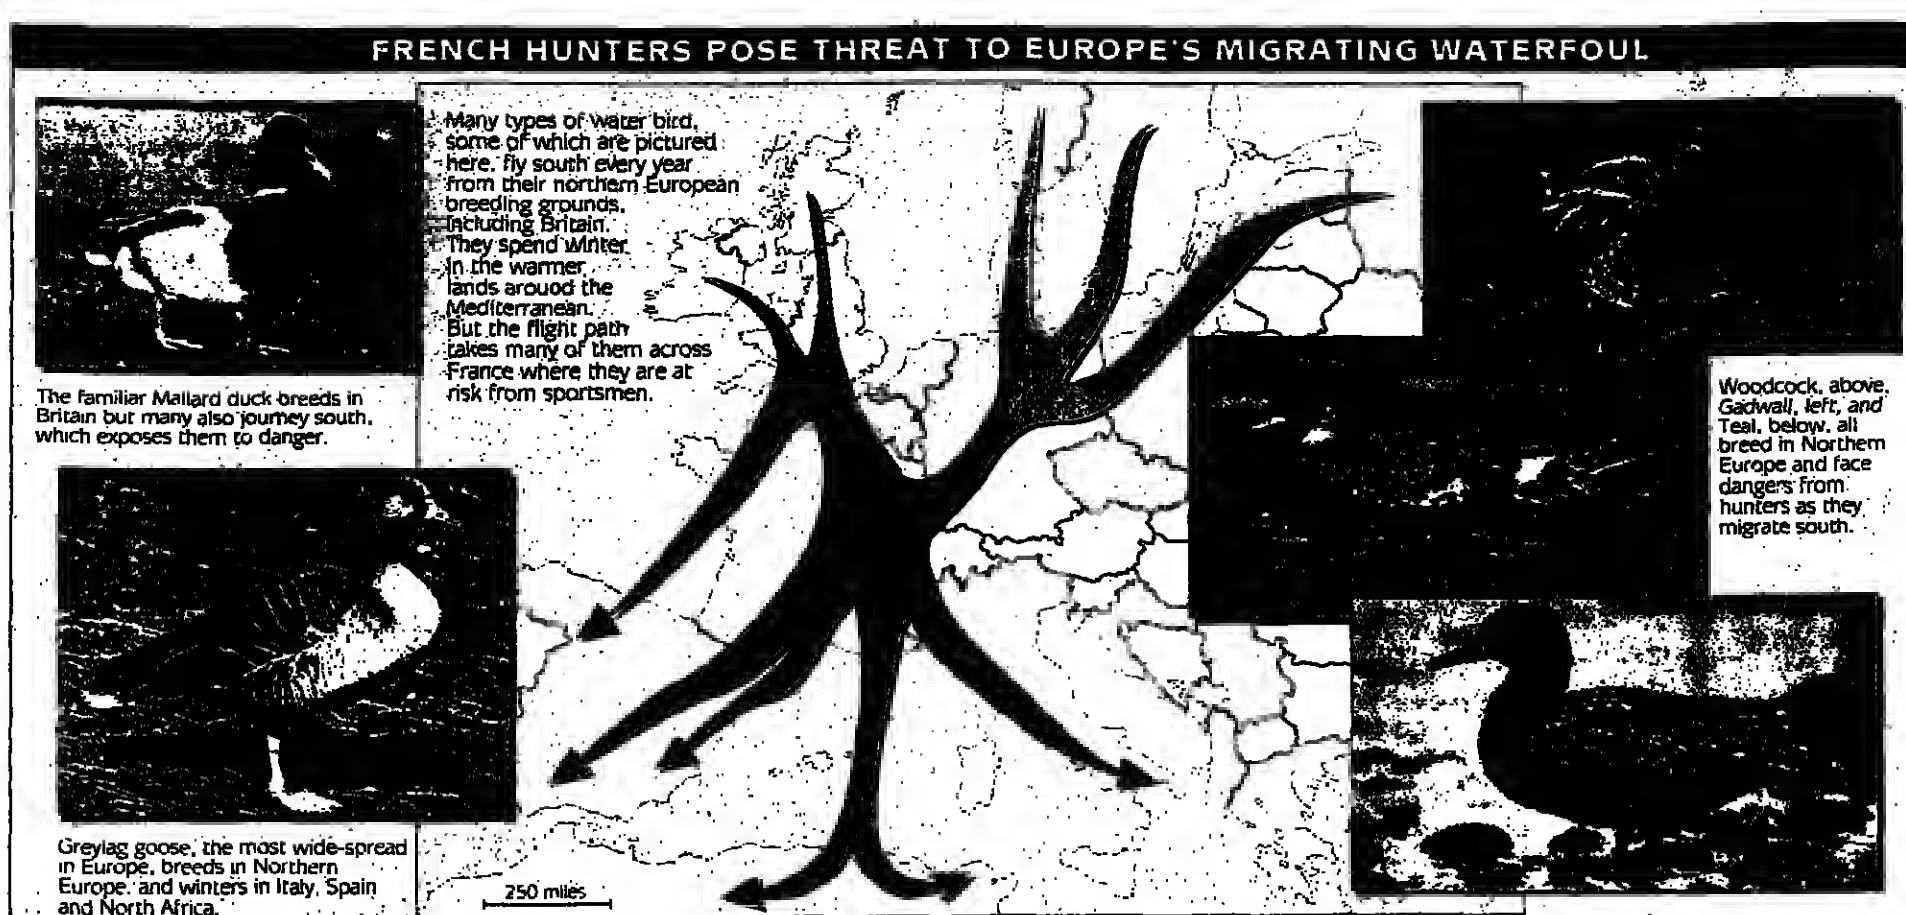 FRENCH HUNTERS POSE THREAT TO EUROPE'S MIGRATING WATERFOUL
Many types of water bird,
some of which are pictured
here, fly south every year
from their northern European
breeding grounds,
including Britain.
They spend winter
in the warmer
lands arouod the
Mediterranean.
But the flight path
takes many of them across
France where they are at
risk from sportsmen.
The familiar Mallard duck breeds in
Britain but many also journey south,
which exposes them to danger.
Greylag goose, the most wide-spread
in Europe, breeds in Northern
Europe, and winters in Italy, Spain
and North Africa.
Woodcock, above,
Gadwall, left, and
Teal, below, all
breed in Northern
Europe and face
dangers from
hunters as they
migrate south.
250 miles